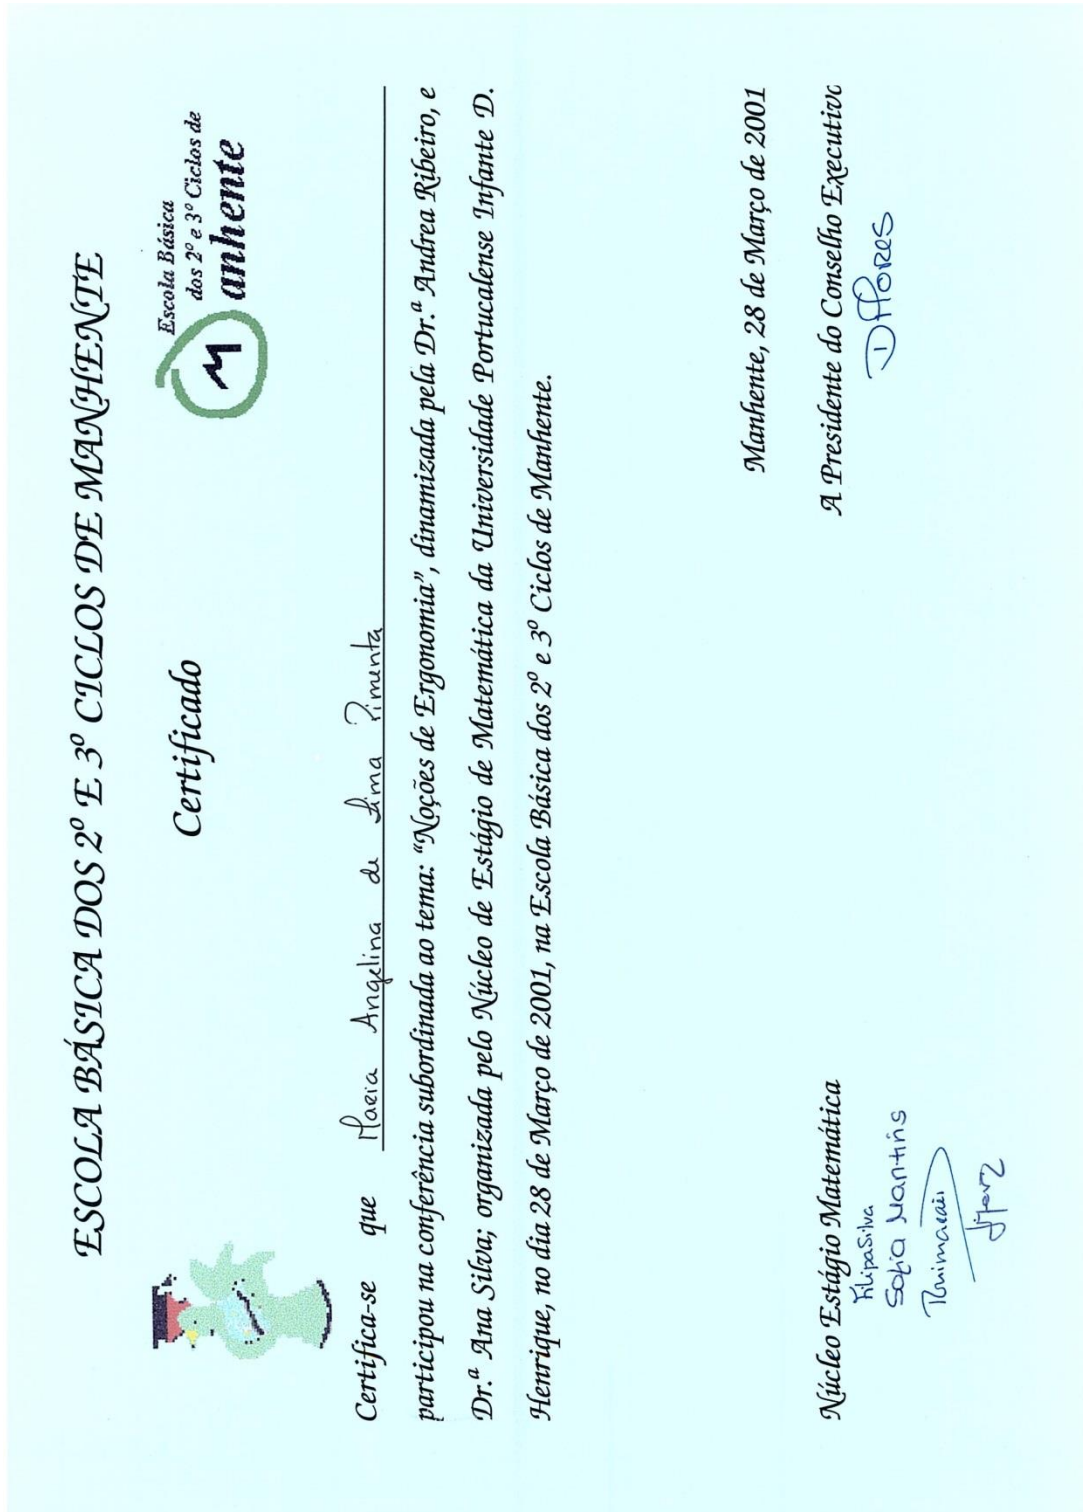 ESCOLA BÁSICA DOS 2º E 3º CICLOS DE MANHENTE
Certificado
Escola Básica
dos 2º e 3º Ciclos de
Manhente
Certifica-se que Maria Angelina de Lima Pimenta
participou na conferência subordinada ao tema: “Noções de Ergonomia”, dinamizada pela Dr.ª Andrea Ribeiro, e
Dr.ª Ana Silva; organizada pelo Núcleo de Estágio de Matemática da Universidade Portucalense Infante D.
Henrique, no dia 28 de Março de 2001, na Escola Básica dos 2º e 3º Ciclos de Manhente.
Manhente, 28 de Março de 2001
Núcleo Estágio Matemática
Filipa Silva
Sofia Martins
A Presidente do Conselho Executivo
DFlores